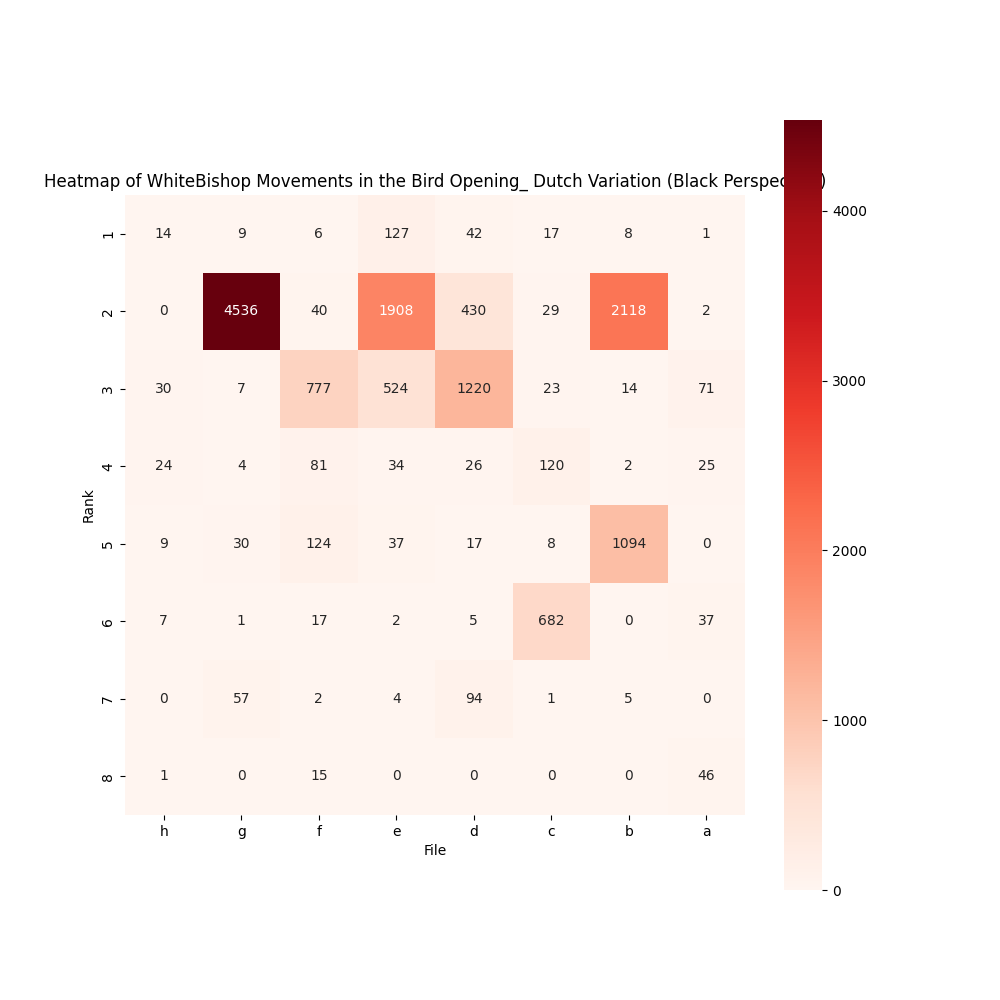 Heatmap of WhiteBishop Movements in the Bird Opening_ Dutch Variation (Black Perspec )
1 14 9 6 127 42 17 8 1
2 0 4536 40 1908 430 29 2118 2
3 30 7 777 524 1220 23 14 71
4 24 4 81 34 26 120 2 25
5 9 30 124 37 17 8 1094 0
6 7 1 17 2 5 682 0 37
7 0 57 2 4 94 1 5 0
8 1 0 15 0 0 0 0 46
h g f e d c b a
File
Rank
4000
3000
2000
1000
0